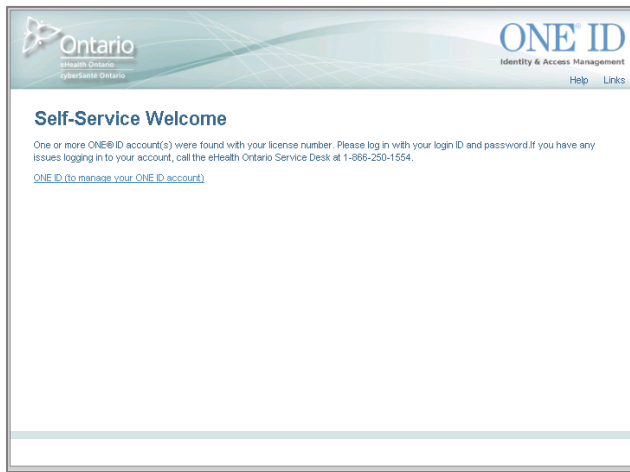 Ontario
eHealth Ontario
cyberSanté Ontario
ONE ID
Identity & Access Management
Help Links
Self-Service Welcome
One or more ONE®ID account(s) were found with your license number. Please log in with your login ID and password.If you have any
issues logging in to your account, call the eHealth Ontario Service Desk at 1-866-250-1554.
ONE ID (to manage your ONE ID account)